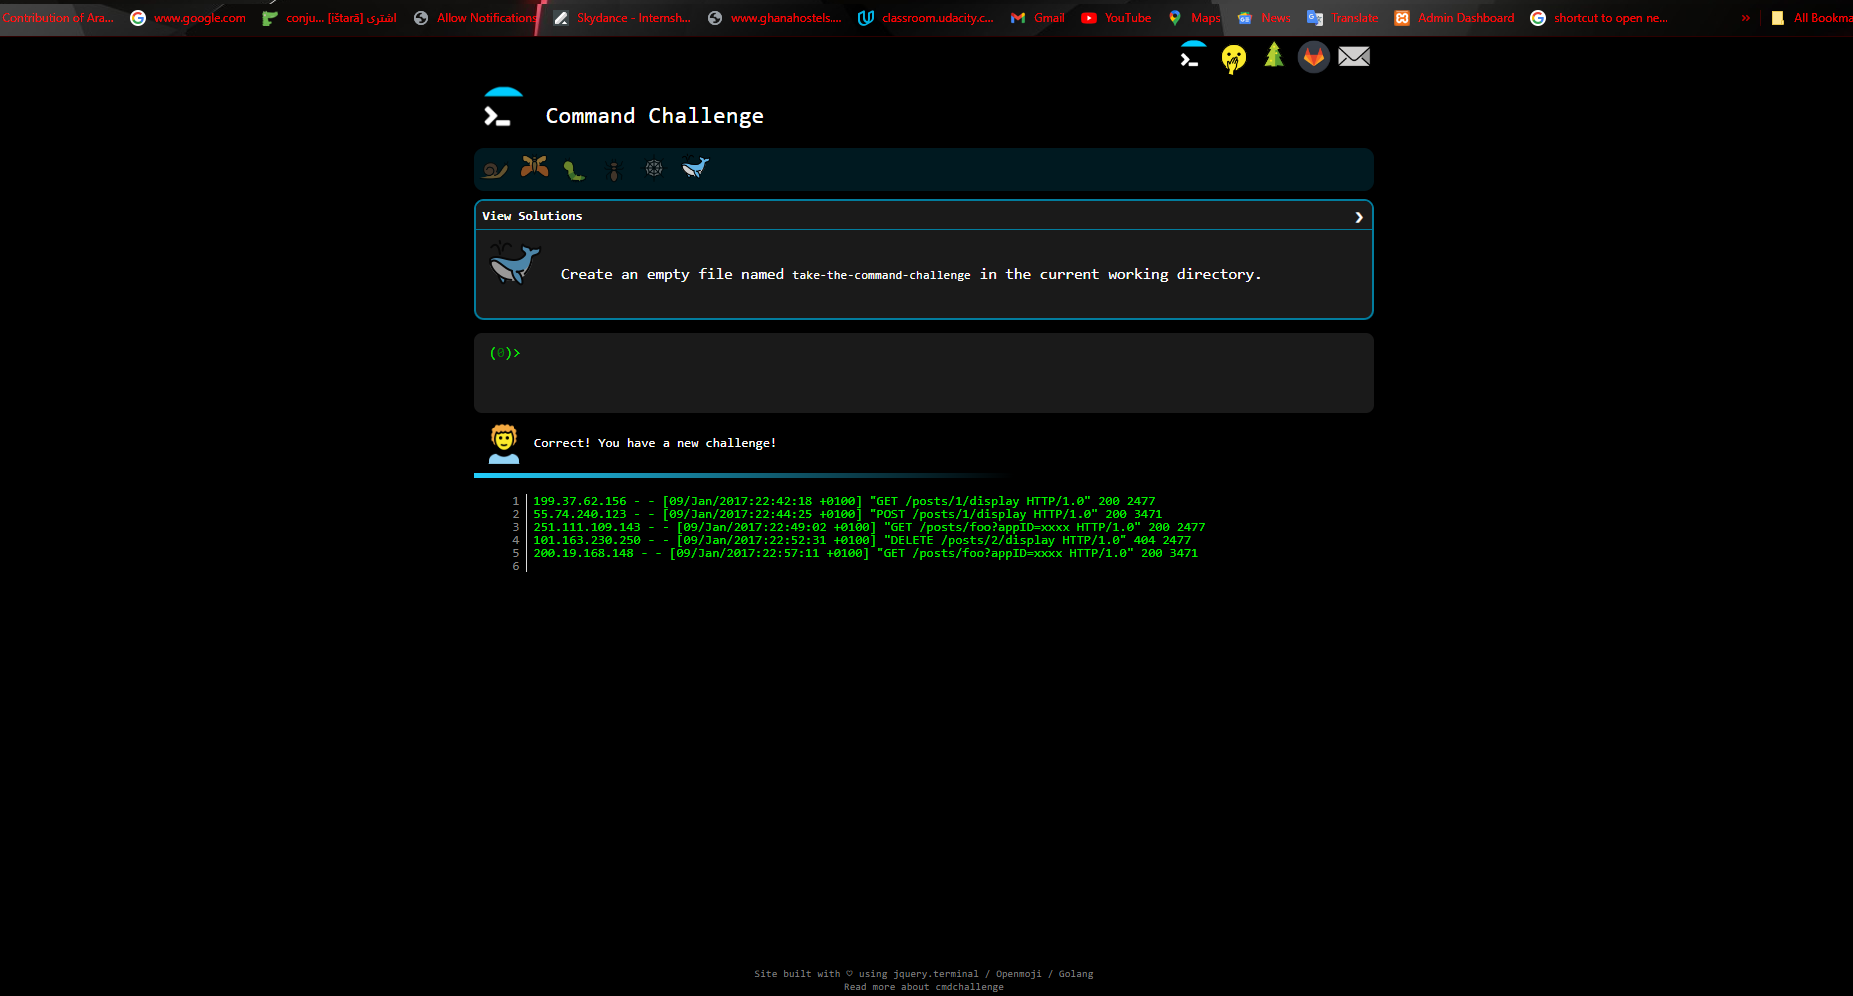 Contribution of Ara... www.google.com conju... [ištarā] اشترى Allow Notifications Skydance - Internsh... www.ghanahostels.... classroom.udacity.c... Gmail YouTube Maps News Translate Admin Dashboard shortcut to open ne... » All Bookma
Command Challenge
View Solutions ❯
Create an empty file named take-the-command-challenge in the current working directory.
(0)>
Correct! You have a new challenge!
1 199.37.62.156 - - [09/Jan/2017:22:42:18 +0100] "GET /posts/1/display HTTP/1.0" 200 2477
2 55.74.240.123 - - [09/Jan/2017:22:44:25 +0100] "POST /posts/1/display HTTP/1.0" 200 3471
3 251.111.109.143 - - [09/Jan/2017:22:49:02 +0100] "GET /posts/foo?appID=xxxx HTTP/1.0" 200 2477
4 101.163.230.250 - - [09/Jan/2017:22:52:31 +0100] "DELETE /posts/2/display HTTP/1.0" 404 2477
5 200.19.168.148 - - [09/Jan/2017:22:57:11 +0100] "GET /posts/foo?appID=xxxx HTTP/1.0" 200 3471
6
Site built with ♡ using jquery.terminal / Openmoji / Golang
Read more about cmdchallenge